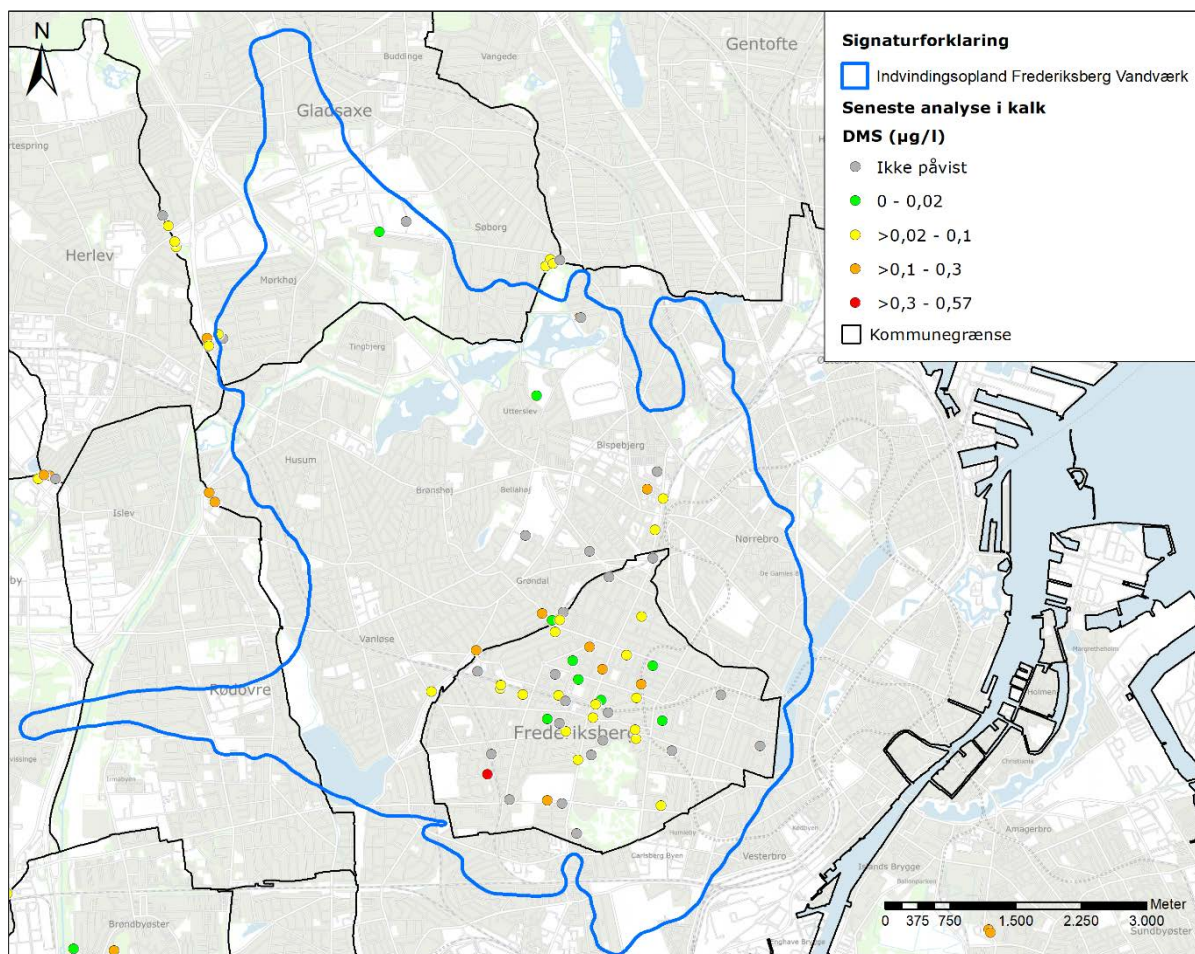 N
Gentofte
Buddinge
Vangede
Gladsaxe
Herlev
Søborg
Mørkhøj
Tingbjerg
Utterslev
Bispebjerg
Husum
Brønshøj
Bellahøj
Islev
Nørrebro
Grøndal
Vanløse
Rødovre
Frederiksberg
Holmen
Christiania
Amagerbro
Humleby
Carlsberg Byen
Vesterbro
Islands Brygge
Brøndbyøster
Sundbyøster
Signaturforklaring
Indvindingsopland Frederiksberg Vandværk
Seneste analyse i kalk
DMS (µg/l)
Ikke påvist
0 - 0,02
>0,02 - 0,1
>0,1 - 0,3
>0,3 - 0,57
Kommunegrænse
Meter
0 375 750 1.500 2.250 3.000